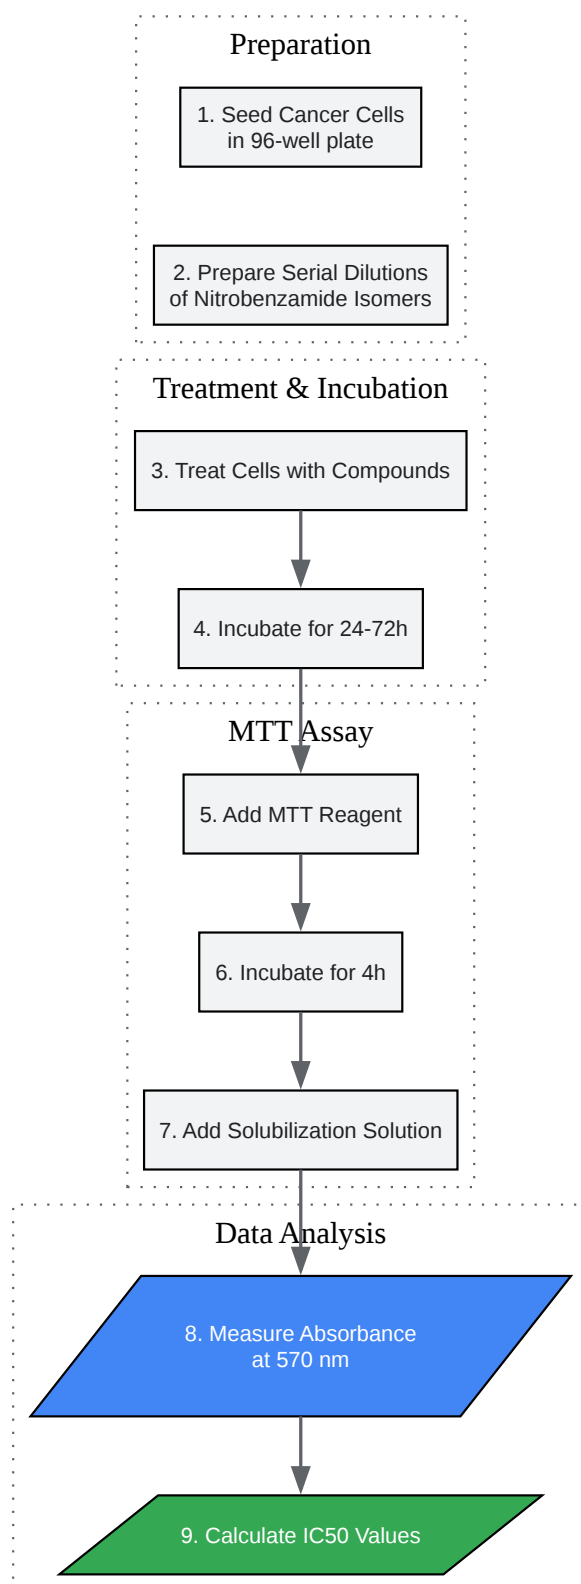 Preparation
1. Seed Cancer Cells
in 96-well plate
2. Prepare Serial Dilutions
of Nitrobenzamide Isomers
Treatment & Incubation
3. Treat Cells with Compounds
4. Incubate for 24-72h
MTT Assay
5. Add MTT Reagent
6. Incubate for 4h
7. Add Solubilization Solution
Data Analysis
8. Measure Absorbance
at 570 nm
9. Calculate IC50 Values